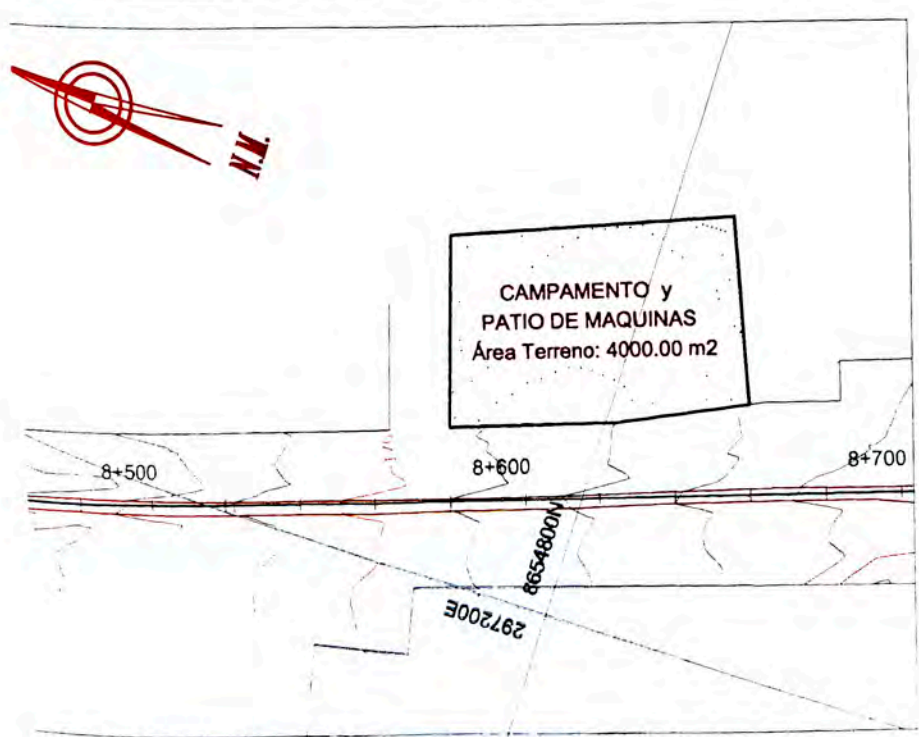 N.M.
CAMPAMENTO y
PATIO DE MAQUINAS
Área Terreno: 4000.00 m2
8+500
8+600
8+700
8654800N
297200E